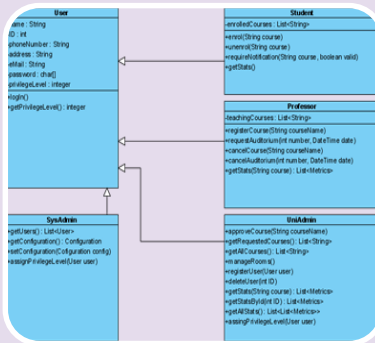 User
name : String
ID : int
phoneNumber : String
address : String
eMail : String
password : char[]
privilegeLevel : integer
+login()
+getPrivilegeLevel() : integer
Student
-enrolledCourses : List<String>
+enrol(String course)
+unenrol(String course)
+requireNotification(String course, boolean valid)
+getStats()
Professor
-teachingCourses : List<String>
+registerCourse(String courseName)
+requestAuditorium(int number, DateTime date)
+cancelCourse(String courseName)
+cancelAuditorium(int number, DateTime date)
+getStats(String course) : List<Metrics>
SysAdmin
+getUsers() : List<User>
+getConfiguration() : Configuration
+setConfiguration(Cofiguration config)
+assignPrivilegeLevel(User user)
UniAdmin
+approveCourse(String courseName)
+getRequestedCourses() : List<String>
+getAllCourses() : List<String>
+manageRooms()
+registerUser(User user)
+deleteUser(int ID)
+getStats(String course) : List<Metrics>
+getStatsById(int ID) : List<Metrics>
+getAllStats() : List<List<Metrics>>
+assingPrivilegeLevel(User user)